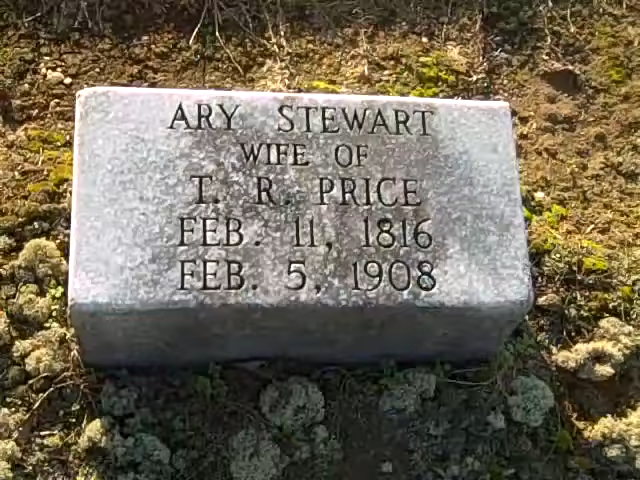 ARY STEWART
WIFE OF
T. R. PRICE
FEB. 11, 1816
FEB. 5, 1908